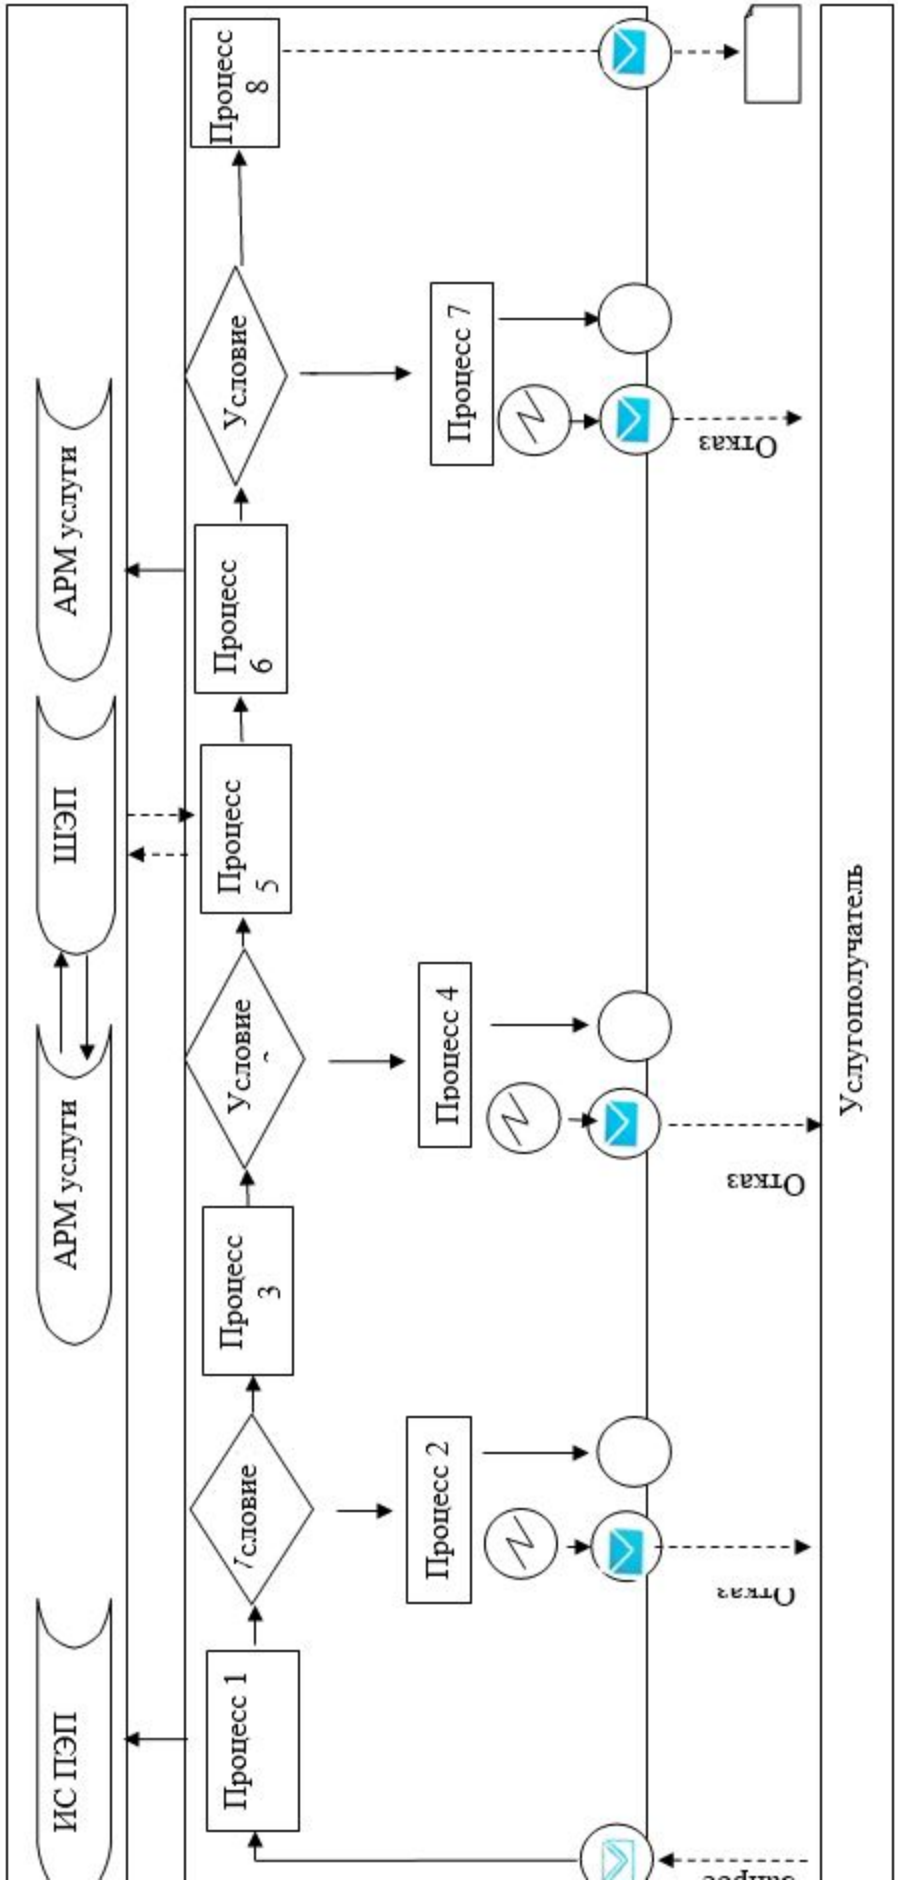 ИС ПЭП
АРМ услуги
ШЭП
АРМ услуги
Процесс 1
словие
Процесс
3
Условие
Процесс
5
Процесс
6
Условие
Процесс
8
Процесс 2
Процесс 4
Процесс 7
Отказ
Отказ
Отказ
Услугополучатель